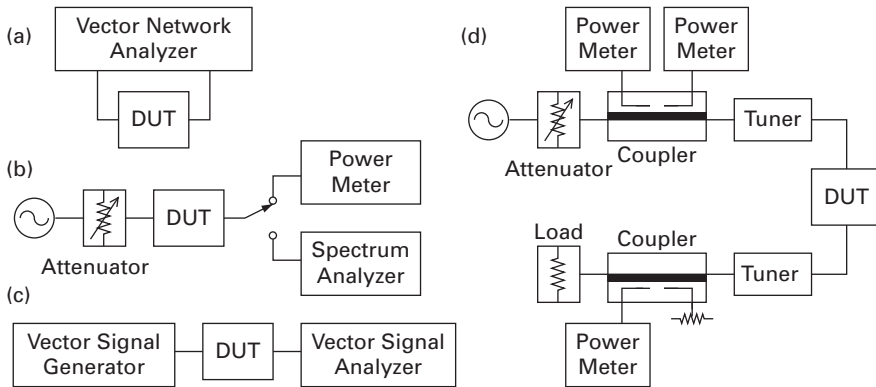 (a)
Vector Network
Analyzer
DUT
(b)
Attenuator
DUT
Power
Meter
Spectrum
Analyzer
(c)
Vector Signal
Generator
DUT
Vector Signal
Analyzer
(d)
Power
Meter
Power
Meter
Attenuator
Coupler
Tuner
DUT
Load
Coupler
Tuner
Power
Meter